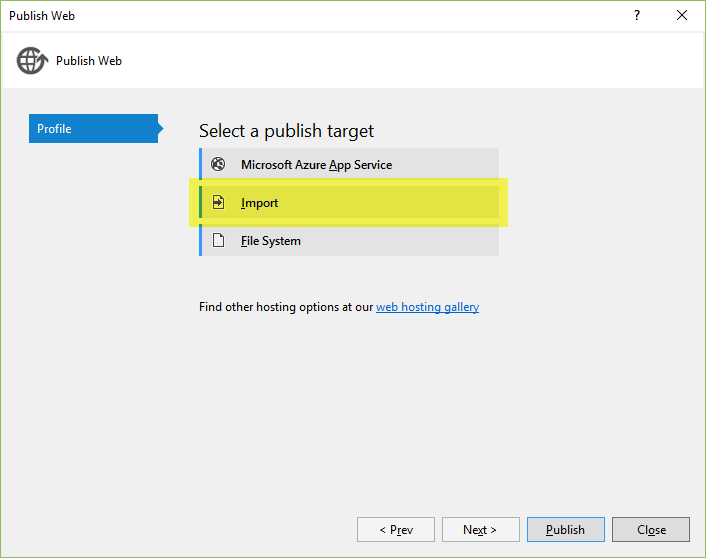 Publish Web
?
Publish Web
Profile
Select a publish target
Microsoft Azure App Service
Import
File System
Find other hosting options at our web hosting gallery
< Prev
Next >
Publish
Close